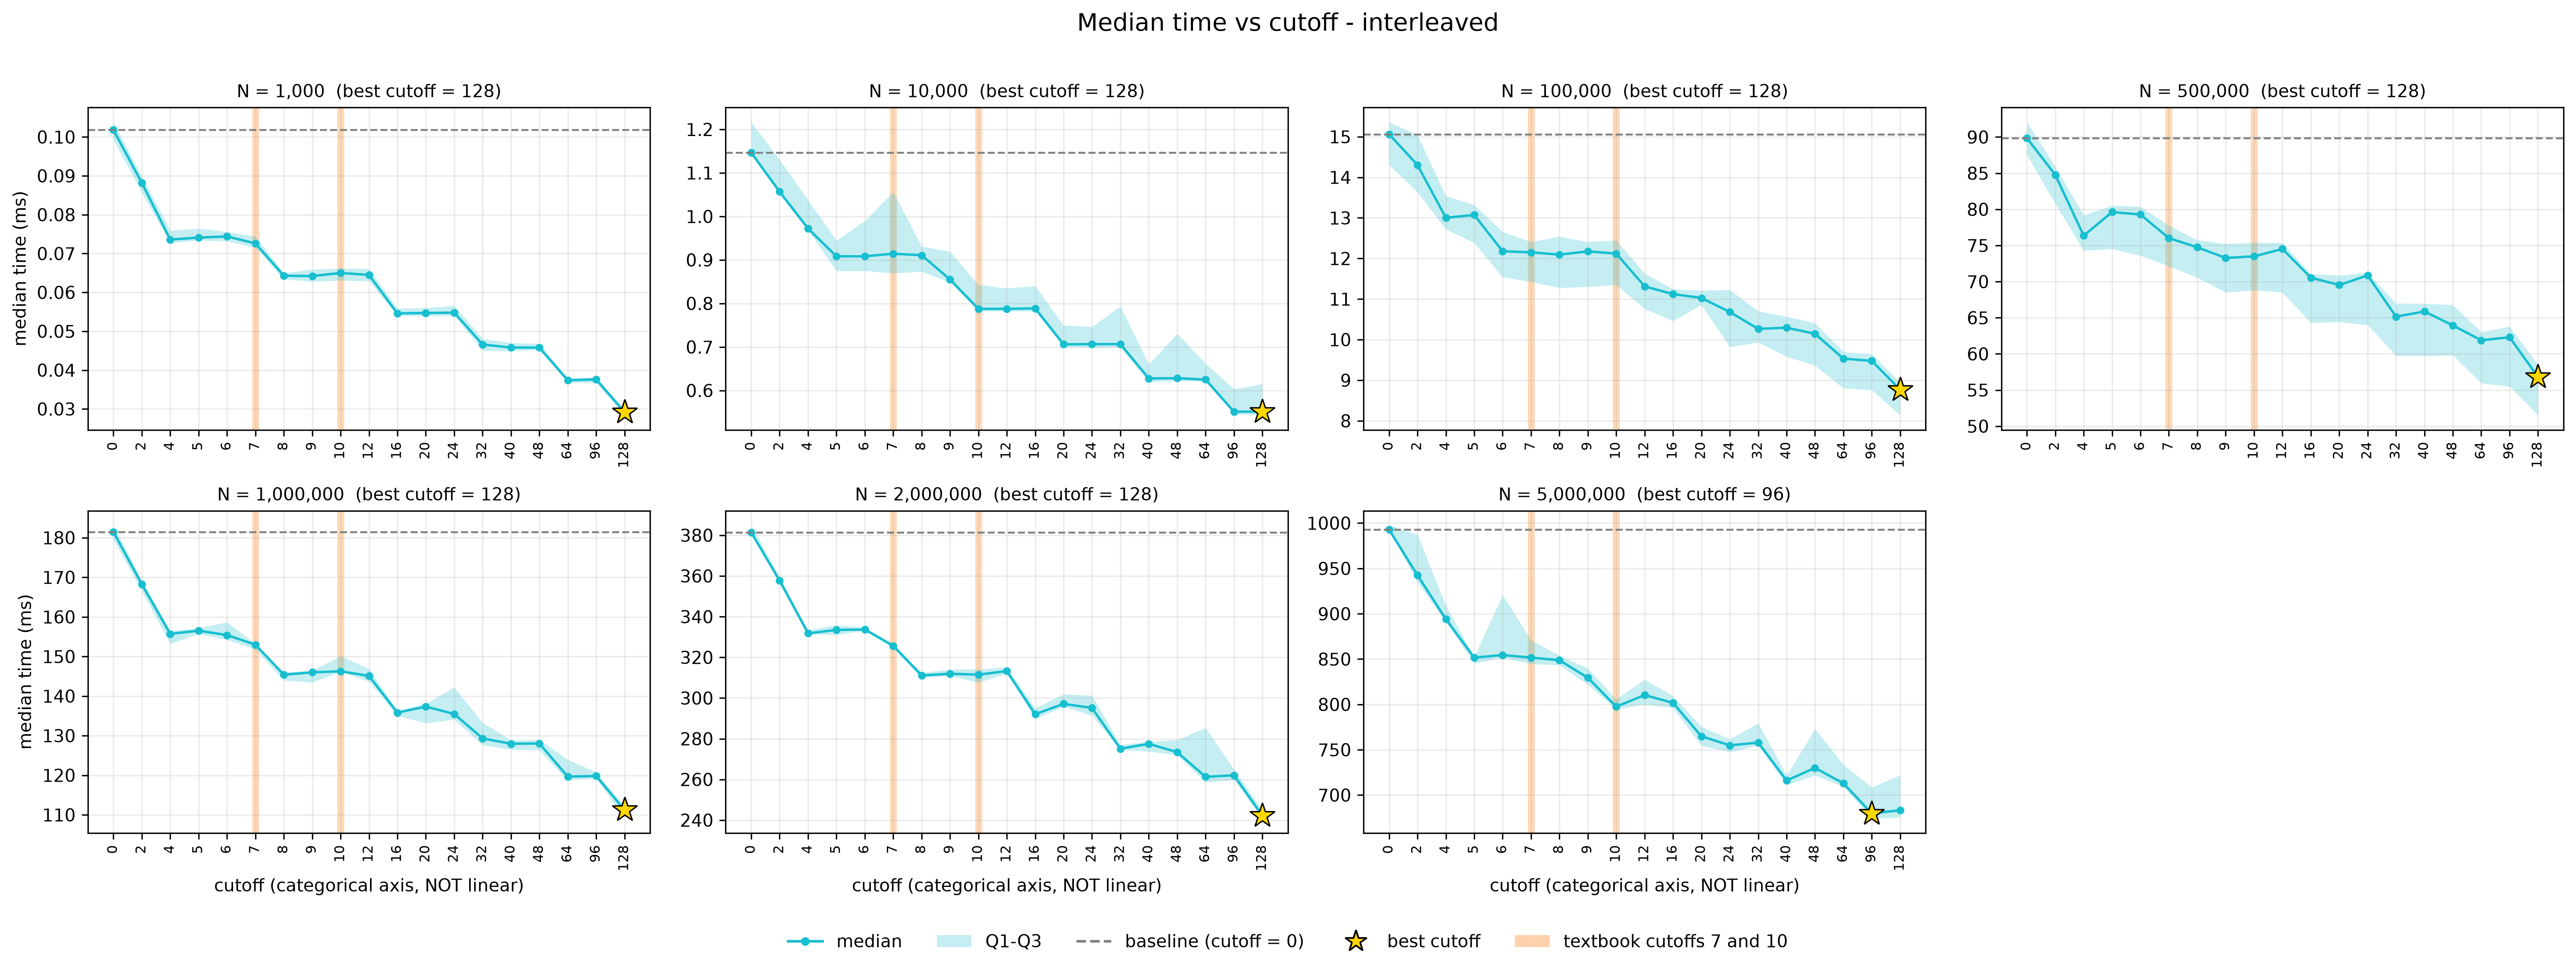 Median time vs cutoff - interleaved
N = 1,000  (best cutoff = 128)
median time (ms)
0.10
0.09
0.08
0.07
0.06
0.05
0.04
0.03
0 2 4 5 6 7 8 9 10 12 16 20 24 32 40 48 64 96 128
N = 10,000  (best cutoff = 128)
1.2
1.1
1.0
0.9
0.8
0.7
0.6
0 2 4 5 6 7 8 9 10 12 16 20 24 32 40 48 64 96 128
N = 100,000  (best cutoff = 128)
15
14
13
12
11
10
9
8
0 2 4 5 6 7 8 9 10 12 16 20 24 32 40 48 64 96 128
N = 500,000  (best cutoff = 128)
90
85
80
75
70
65
60
55
50
0 2 4 5 6 7 8 9 10 12 16 20 24 32 40 48 64 96 128
N = 1,000,000  (best cutoff = 128)
median time (ms)
180
170
160
150
140
130
120
110
0 2 4 5 6 7 8 9 10 12 16 20 24 32 40 48 64 96 128
cutoff (categorical axis, NOT linear)
N = 2,000,000  (best cutoff = 128)
380
360
340
320
300
280
260
240
0 2 4 5 6 7 8 9 10 12 16 20 24 32 40 48 64 96 128
cutoff (categorical axis, NOT linear)
N = 5,000,000  (best cutoff = 96)
1000
950
900
850
800
750
700
0 2 4 5 6 7 8 9 10 12 16 20 24 32 40 48 64 96 128
cutoff (categorical axis, NOT linear)
median
Q1-Q3
baseline (cutoff = 0)
best cutoff
textbook cutoffs 7 and 10